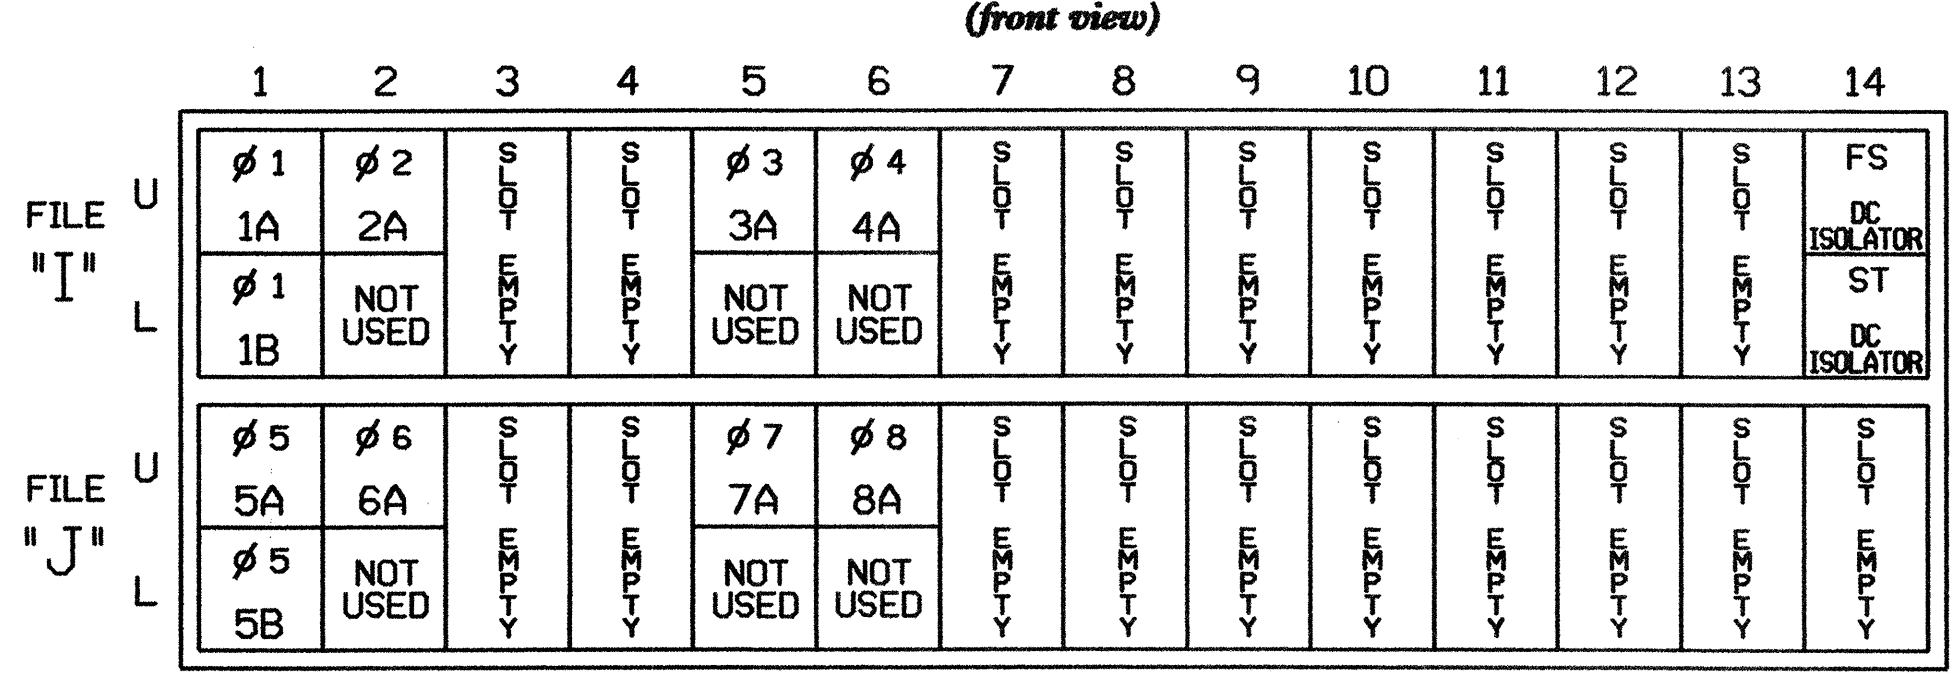 (front view)
1 2 3 4 5 6 7 8 9 10 11 12 13 14
FILE "I"
U
L
ø 1
1A
ø 1
1B
ø 2
2A
NOT
USED
SLOT EMPTY
SLOT EMPTY
ø 3
3A
NOT
USED
ø 4
4A
NOT
USED
SLOT EMPTY
SLOT EMPTY
SLOT EMPTY
SLOT EMPTY
SLOT EMPTY
SLOT EMPTY
SLOT EMPTY
FS
DC
ISOLATOR
ST
DC
ISOLATOR
FILE "J"
U
L
ø 5
5A
ø 5
5B
ø 6
6A
NOT
USED
SLOT EMPTY
SLOT EMPTY
ø 7
7A
NOT
USED
ø 8
8A
NOT
USED
SLOT EMPTY
SLOT EMPTY
SLOT EMPTY
SLOT EMPTY
SLOT EMPTY
SLOT EMPTY
SLOT EMPTY
SLOT EMPTY